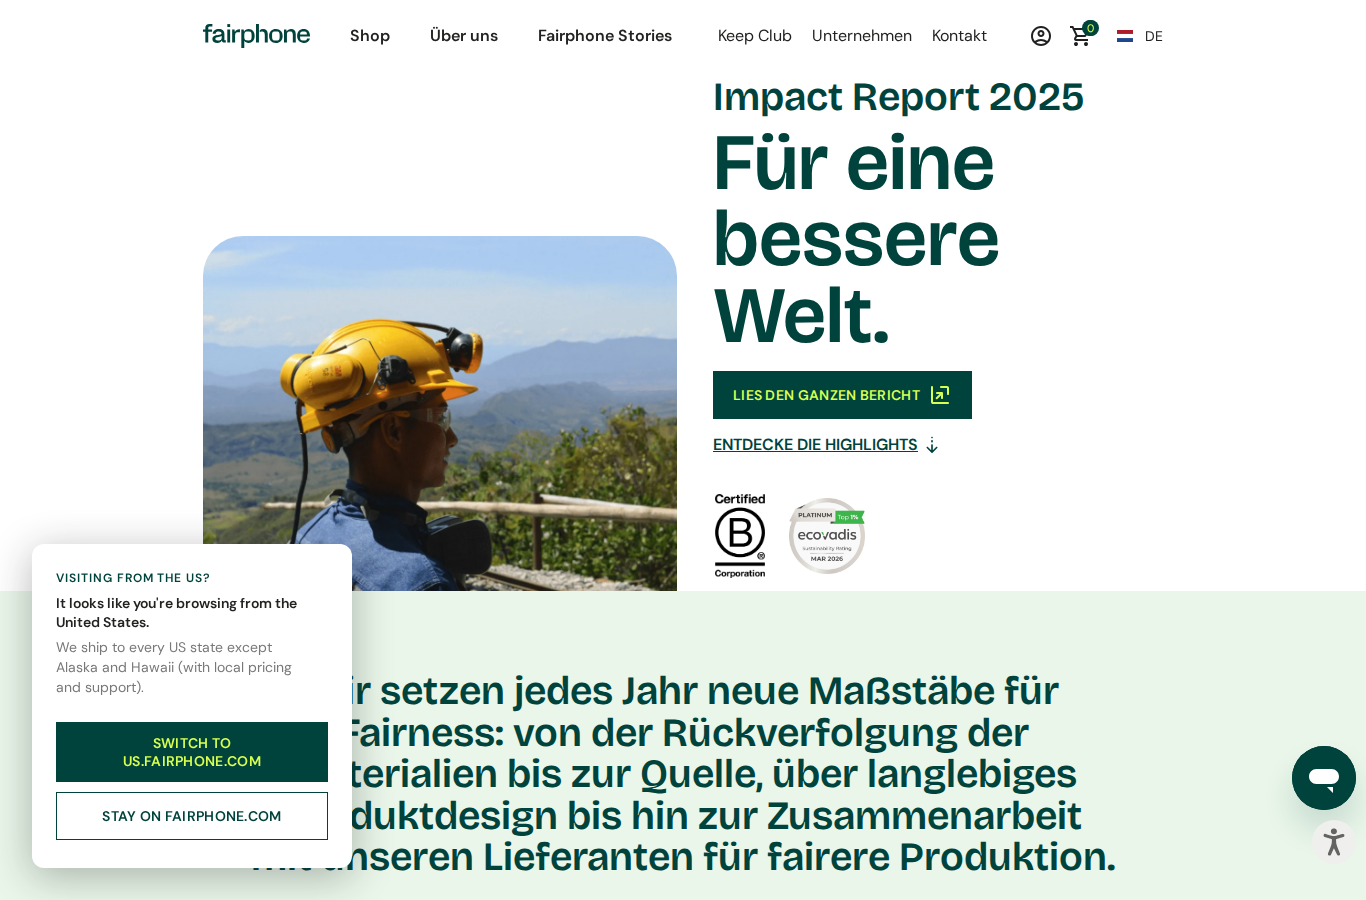 fairphone
Shop
Über uns
Fairphone Stories
Keep Club
Unternehmen
Kontakt
0
DE
Impact Report 2025
Für eine
bessere
Welt.
LIES DEN GANZEN BERICHT
ENTDECKE DIE HIGHLIGHTS
Certified
B
®
Corporation
PLATINUM
Top 1%
ecovadis
Sustainability Rating
MAR 2026
VISITING FROM THE US?
It looks like you're browsing from the
United States.
We ship to every US state except
Alaska and Hawaii (with local pricing
and support).
SWITCH TO
US.FAIRPHONE.COM
STAY ON FAIRPHONE.COM
ir setzen jedes Jahr neue Maßstäbe für
Fairness: von der Rückverfolgung der
terialien bis zur Quelle, über langlebiges
duktdesign bis hin zur Zusammenarbeit
mit unseren Lieferanten für fairere Produktion.